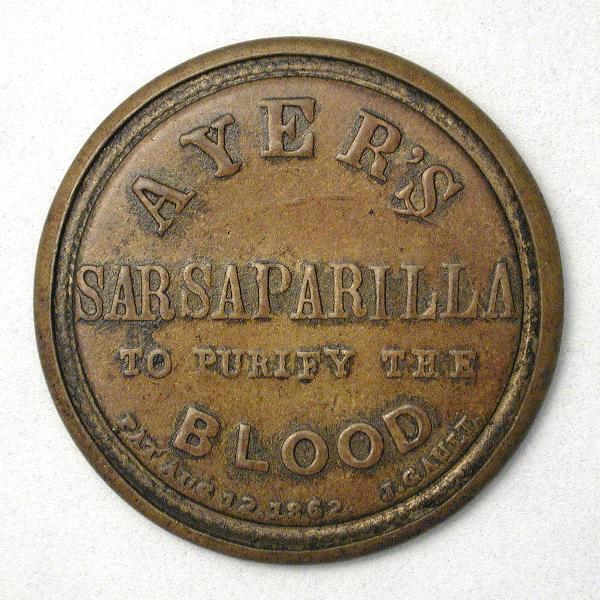 AYER'S
SARSAPARILLA
TO PURIFY THE
BLOOD
PAT AUG. 12. 1862. J. GAULT.